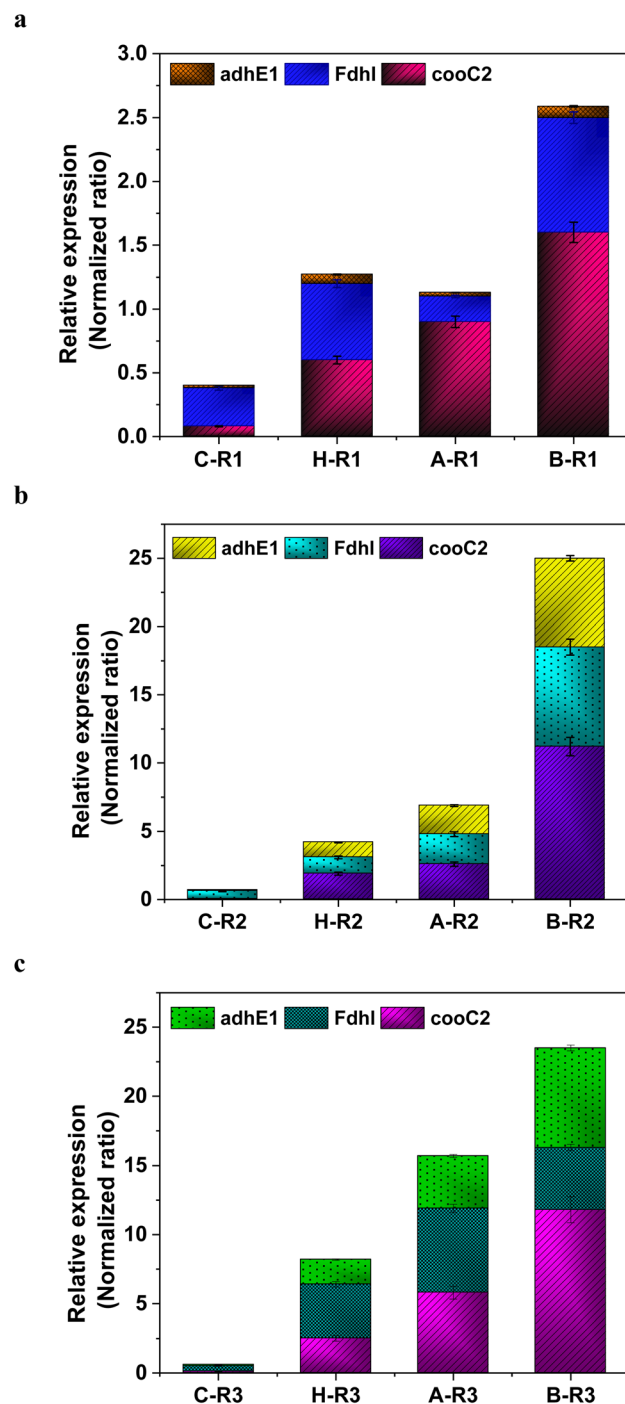 a
Relative expression
(Normalized ratio)
3.0
2.5
2.0
1.5
1.0
0.5
0.0
adhE1 FdhI cooC2
C-R1 H-R1 A-R1 B-R1
b
Relative expression
(Normalized ratio)
25
20
15
10
5
0
adhE1 FdhI cooC2
C-R2 H-R2 A-R2 B-R2
c
Relative expression
(Normalized ratio)
25
20
15
10
5
0
adhE1 FdhI cooC2
C-R3 H-R3 A-R3 B-R3